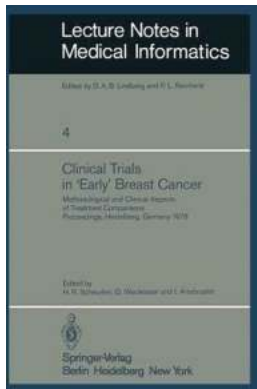 Lecture Notes in
Medical Informatics
Edited by D. A. B. Lindberg and P. L. Reichertz
4
Clinical Trials
in 'Early' Breast Cancer
Methodological and Clinical Aspects
of Treatment Comparisons
Proceedings, Heidelberg, Germany 1978
Edited by
H. R. Scheurlen, G. Weckesser and I. Armbruster
Springer-Verlag
Berlin Heidelberg New York